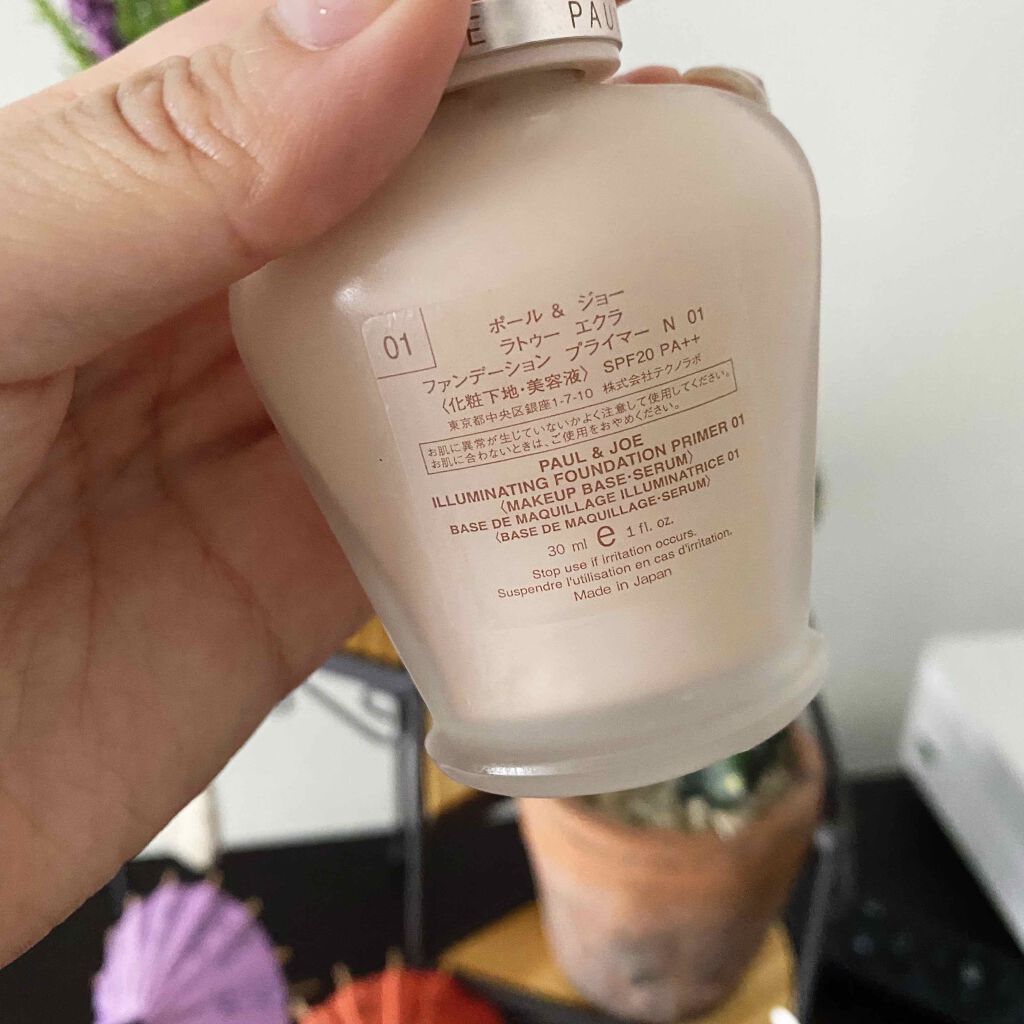 E PAU
01
ポール & ジョー
ラトゥー エクラ
ファンデーション プライマー N 01
〈化粧下地・美容液〉 SPF20 PA++
東京都中央区銀座1-7-10 株式会社テクノラボ
お肌に異常が生じていないかよく注意して使用してください。
お肌に合わないときは、ご使用をおやめください。
PAUL & JOE
ILLUMINATING FOUNDATION PRIMER 01
〈MAKEUP BASE・SERUM〉
BASE DE MAQUILLAGE ILLUMINATRICE 01
〈BASE DE MAQUILLAGE・SERUM〉
30 ml e 1 fl. oz.
Stop use if irritation occurs.
Suspendre l'utilisation en cas d'irritation.
Made in Japan